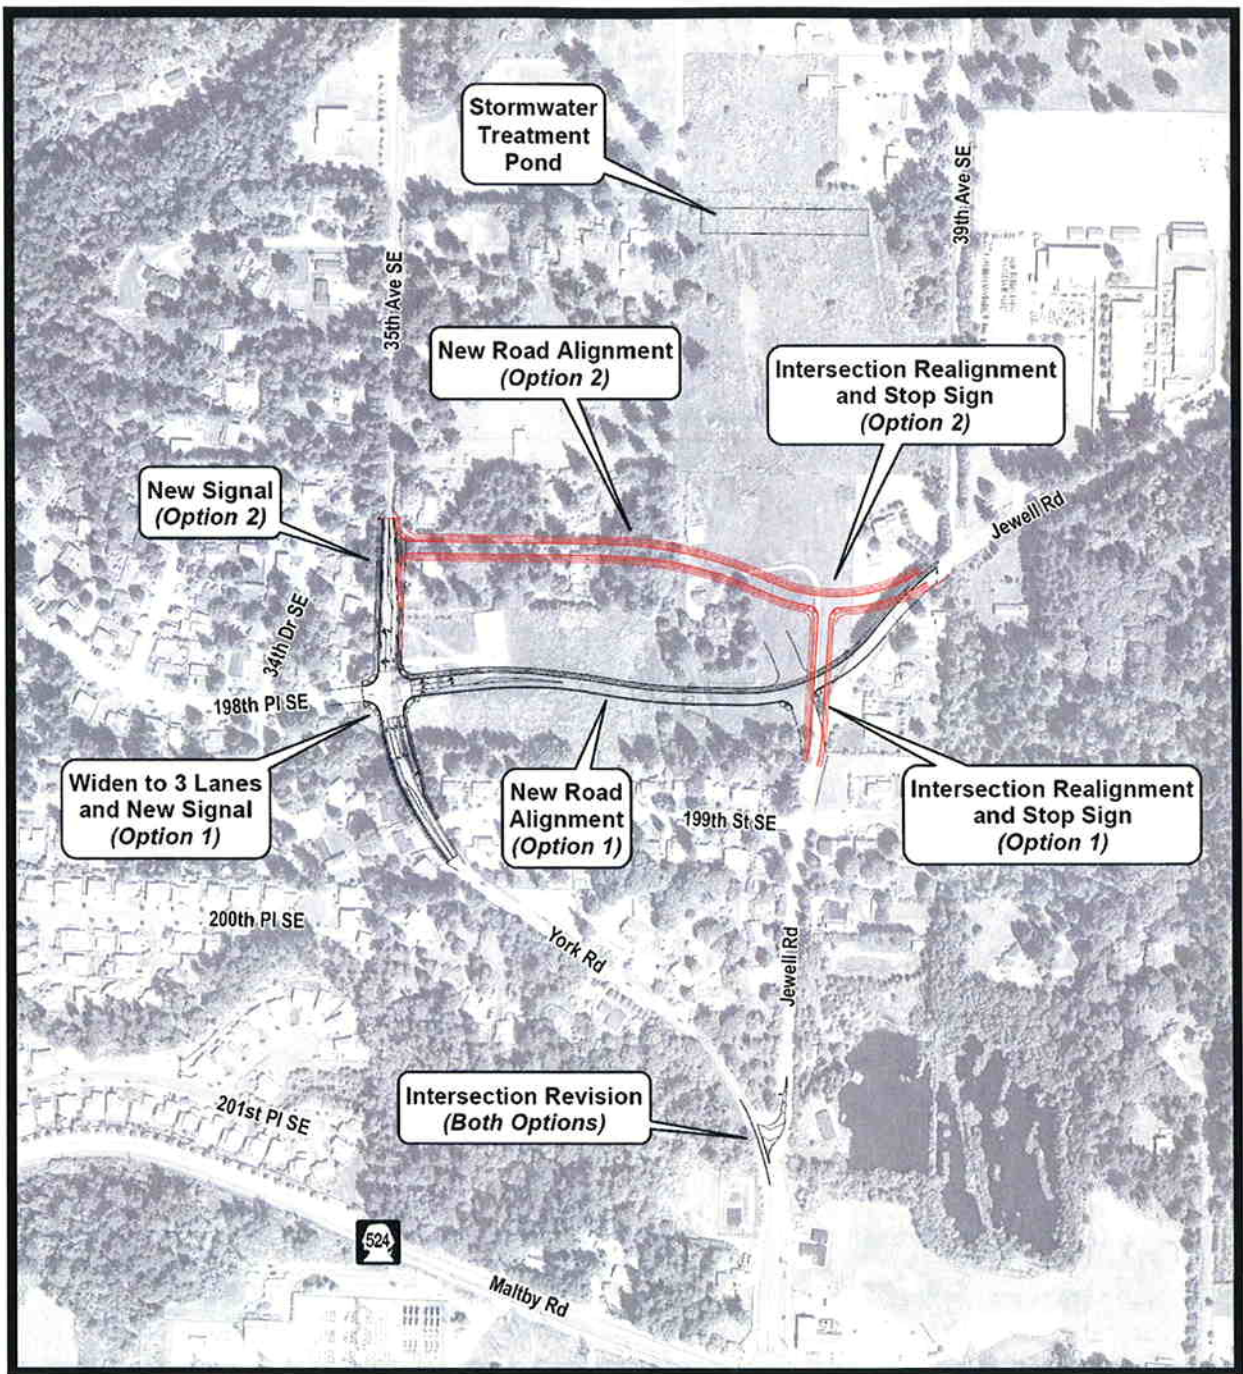 Stormwater
Treatment
Pond
39th Ave SE
35th Ave SE
New Road Alignment
(Option 2)
Intersection Realignment
and Stop Sign
(Option 2)
New Signal
(Option 2)
Jewell Rd
34th Dr SE
198th Pl SE
Widen to 3 Lanes
and New Signal
(Option 1)
New Road
Alignment
(Option 1)
199th St SE
Intersection Realignment
and Stop Sign
(Option 1)
200th Pl SE
York Rd
Jewell Rd
Intersection Revision
(Both Options)
201st Pl SE
524
Maltby Rd